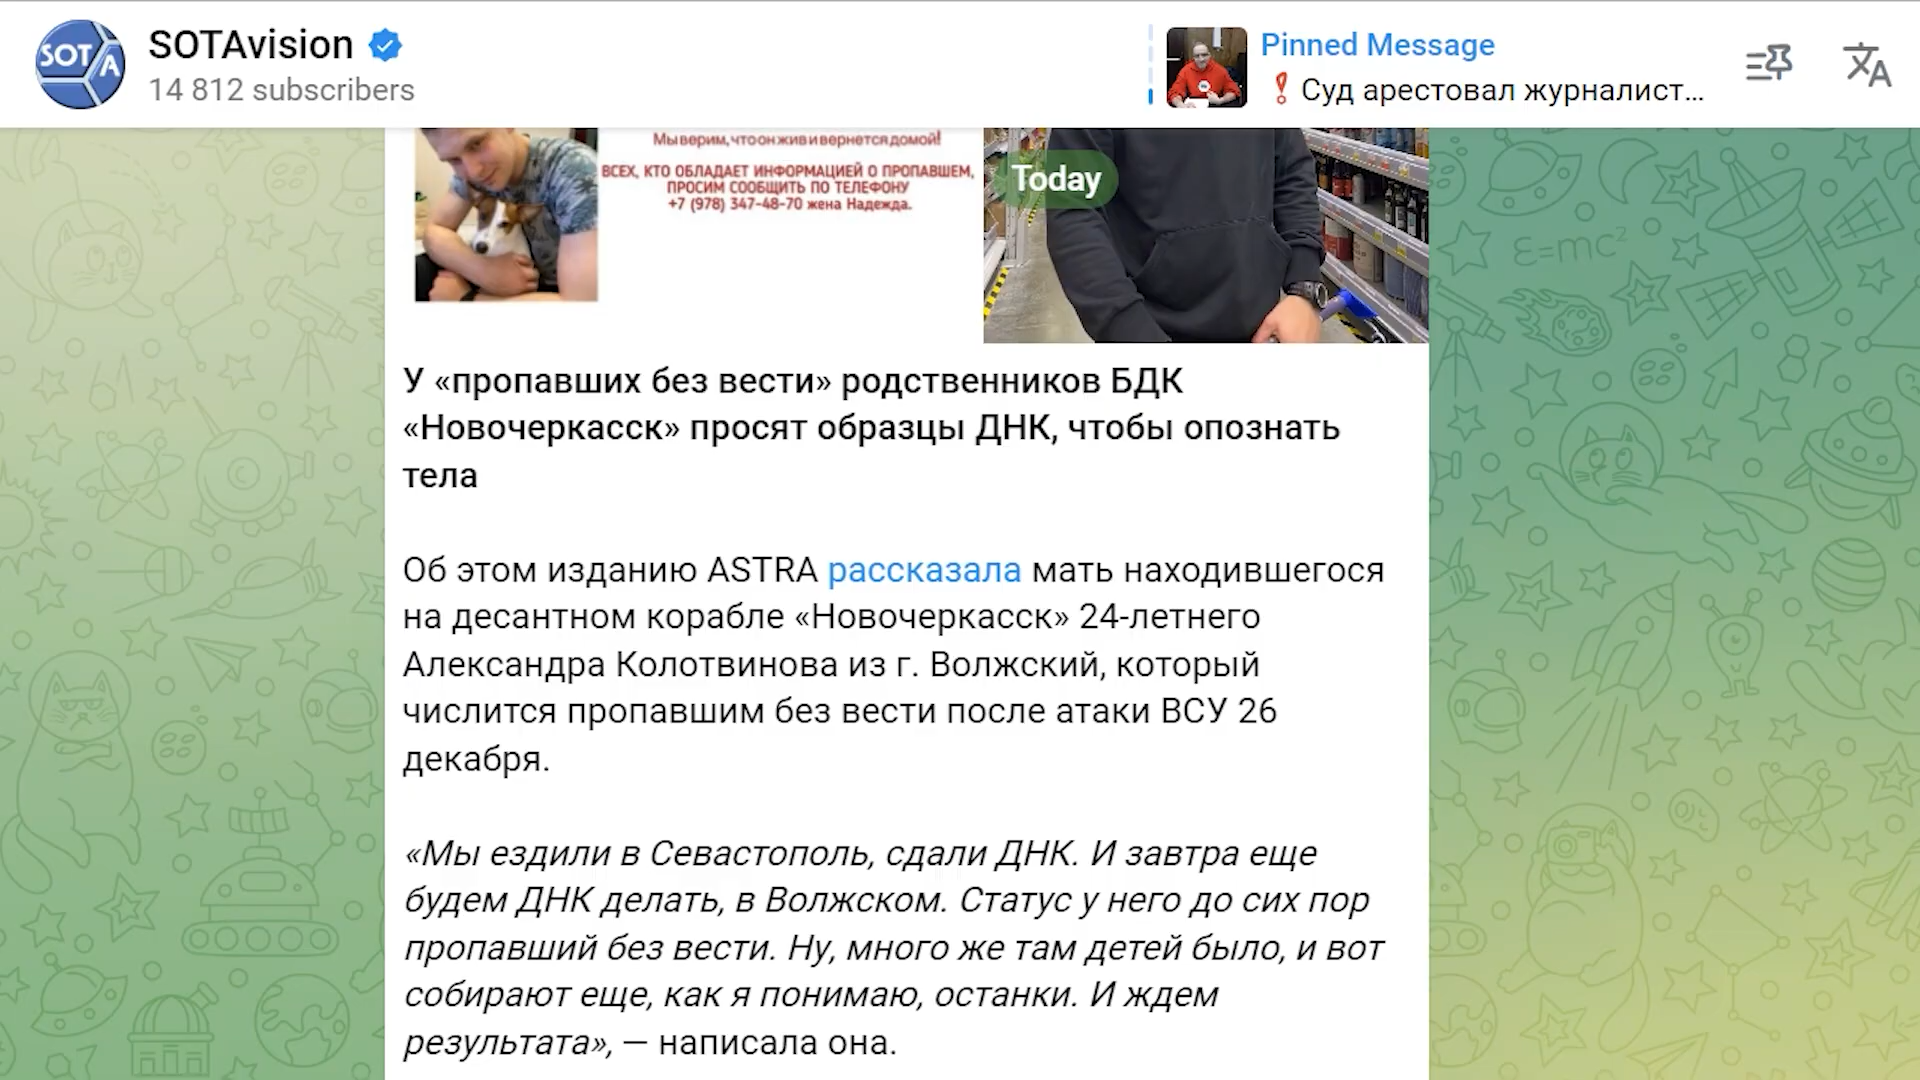 SOTAvision
14 812 subscribers
SOTA
Pinned Message
❗ Суд арестовал журналист...
Мы верим, что он жив и вернется домой!
ВСЕХ, КТО ОБЛАДАЕТ ИНФОРМАЦИЕЙ О ПРОПАВШЕМ,
ПРОСИМ СООБЩИТЬ ПО ТЕЛЕФОНУ
+7 (978) 347-48-70 жена Надежда.
Today
E=mc²
У «пропавших без вести» родственников БДК
«Новочеркасск» просят образцы ДНК, чтобы опознать
тела
Об этом изданию ASTRA рассказала мать находившегося
на десантном корабле «Новочеркасск» 24-летнего
Александра Колотвинова из г. Волжский, который
числится пропавшим без вести после атаки ВСУ 26
декабря.
«Мы ездили в Севастополь, сдали ДНК. И завтра еще
будем ДНК делать, в Волжском. Статус у него до сих пор
пропавший без вести. Ну, много же там детей было, и вот
собирают еще, как я понимаю, останки. И ждем
результата», — написала она.